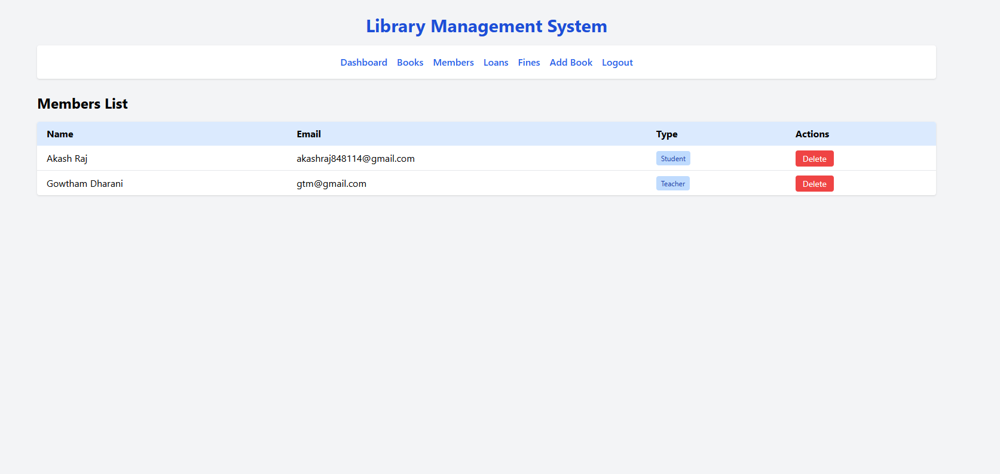 Library Management System
Dashboard Books Members Loans Fines Add Book Logout
Members List
Name Email Type Actions
Akash Raj akashraj848114@gmail.com Student Delete
Gowtham Dharani gtm@gmail.com Teacher Delete